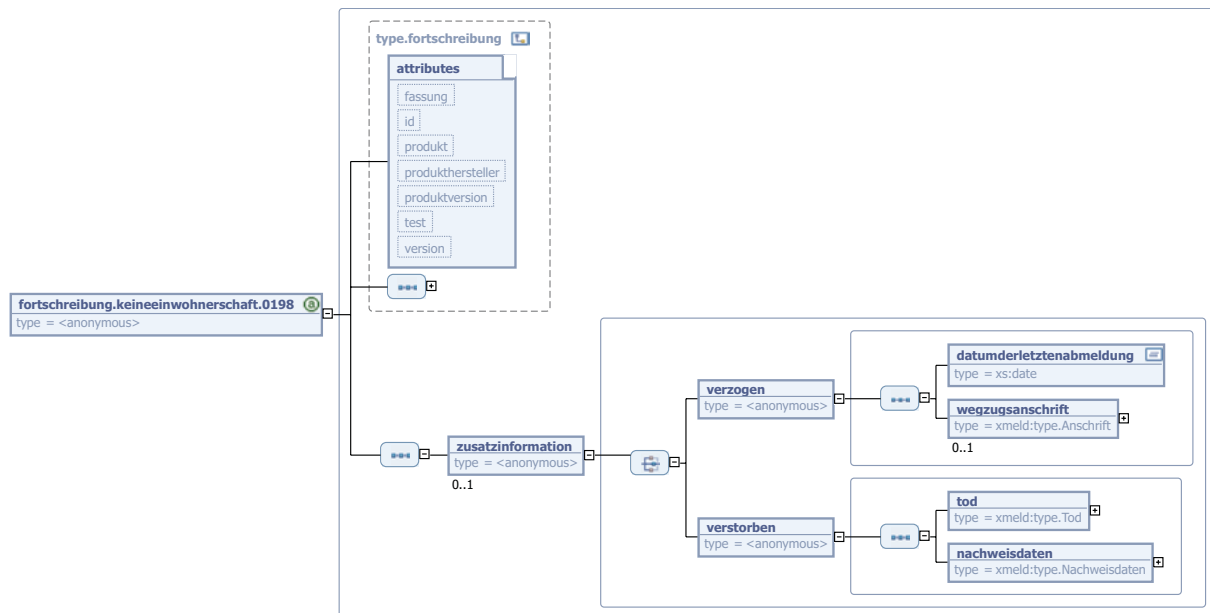 type.fortschreibung
attributes
fassung
id
produkt
produkthersteller
produktversion
test
version
fortschreibung.keineeinwohnerschaft.0198
type = <anonymous>
zusatzinformation
type = <anonymous>
0..1
verzogen
type = <anonymous>
datumderletztenabmeldung
type = xs:date
wegzugsanschrift
type = xmeld:type.Anschrift
0..1
verstorben
type = <anonymous>
tod
type = xmeld:type.Tod
nachweisdaten
type = xmeld:type.Nachweisdaten